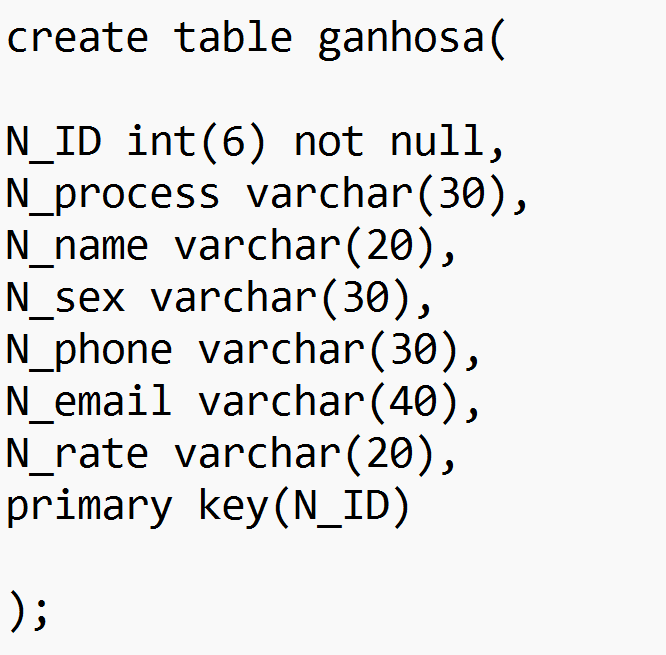 create table ganhosa(
N_ID int(6) not null,
N_process varchar(30),
N_name varchar(20),
N_sex varchar(30),
N_phone varchar(30),
N_email varchar(40),
N_rate varchar(20),
primary key(N_ID)
);